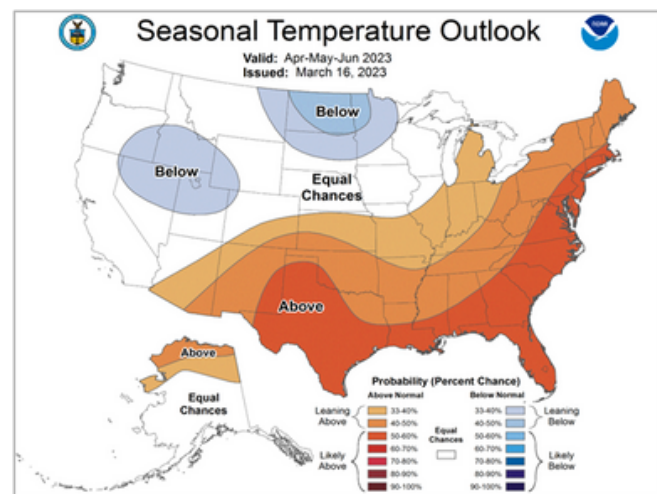 Seasonal Temperature Outlook
Valid: Apr-May-Jun 2023
Issued: March 16, 2023
NOAA
Below
Below
Equal
Chances
Above
Above
Equal
Chances
Probability (Percent Chance)
Above Normal
Below Normal
Leaning
Above
Likely
Above
33-40%
40-50%
50-60%
60-70%
70-80%
80-90%
90-100%
Equal
Chances
33-40%
40-50%
50-60%
60-70%
70-80%
80-90%
90-100%
Leaning
Below
Likely
Below